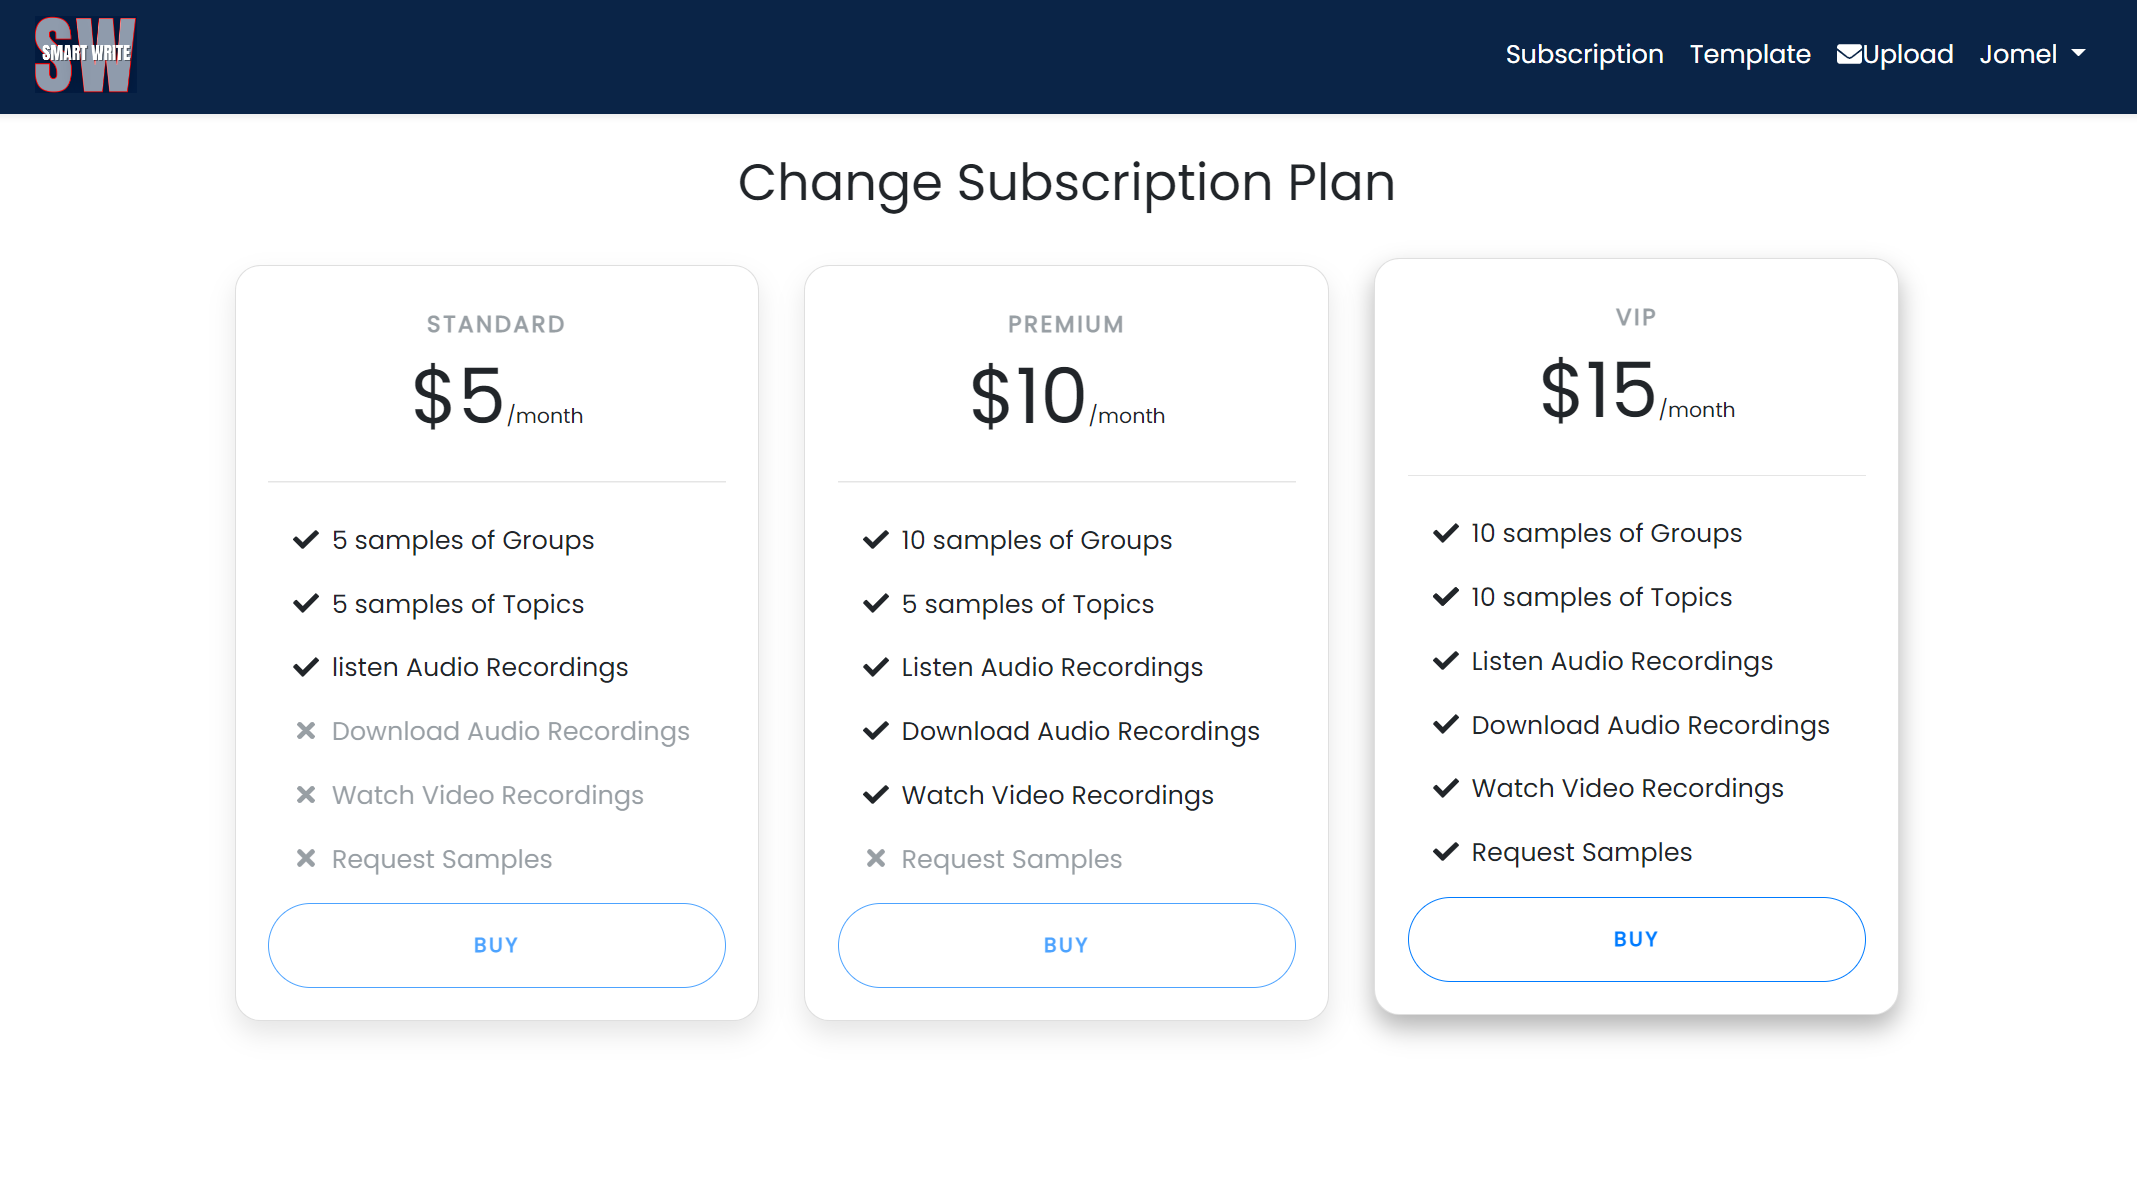 SW
SMART WRITE
Subscription Template Upload Jomel
Change Subscription Plan
STANDARD
$5/month
5 samples of Groups
5 samples of Topics
listen Audio Recordings
Download Audio Recordings
Watch Video Recordings
Request Samples
BUY
PREMIUM
$10/month
10 samples of Groups
5 samples of Topics
Listen Audio Recordings
Download Audio Recordings
Watch Video Recordings
Request Samples
BUY
VIP
$15/month
10 samples of Groups
10 samples of Topics
Listen Audio Recordings
Download Audio Recordings
Watch Video Recordings
Request Samples
BUY